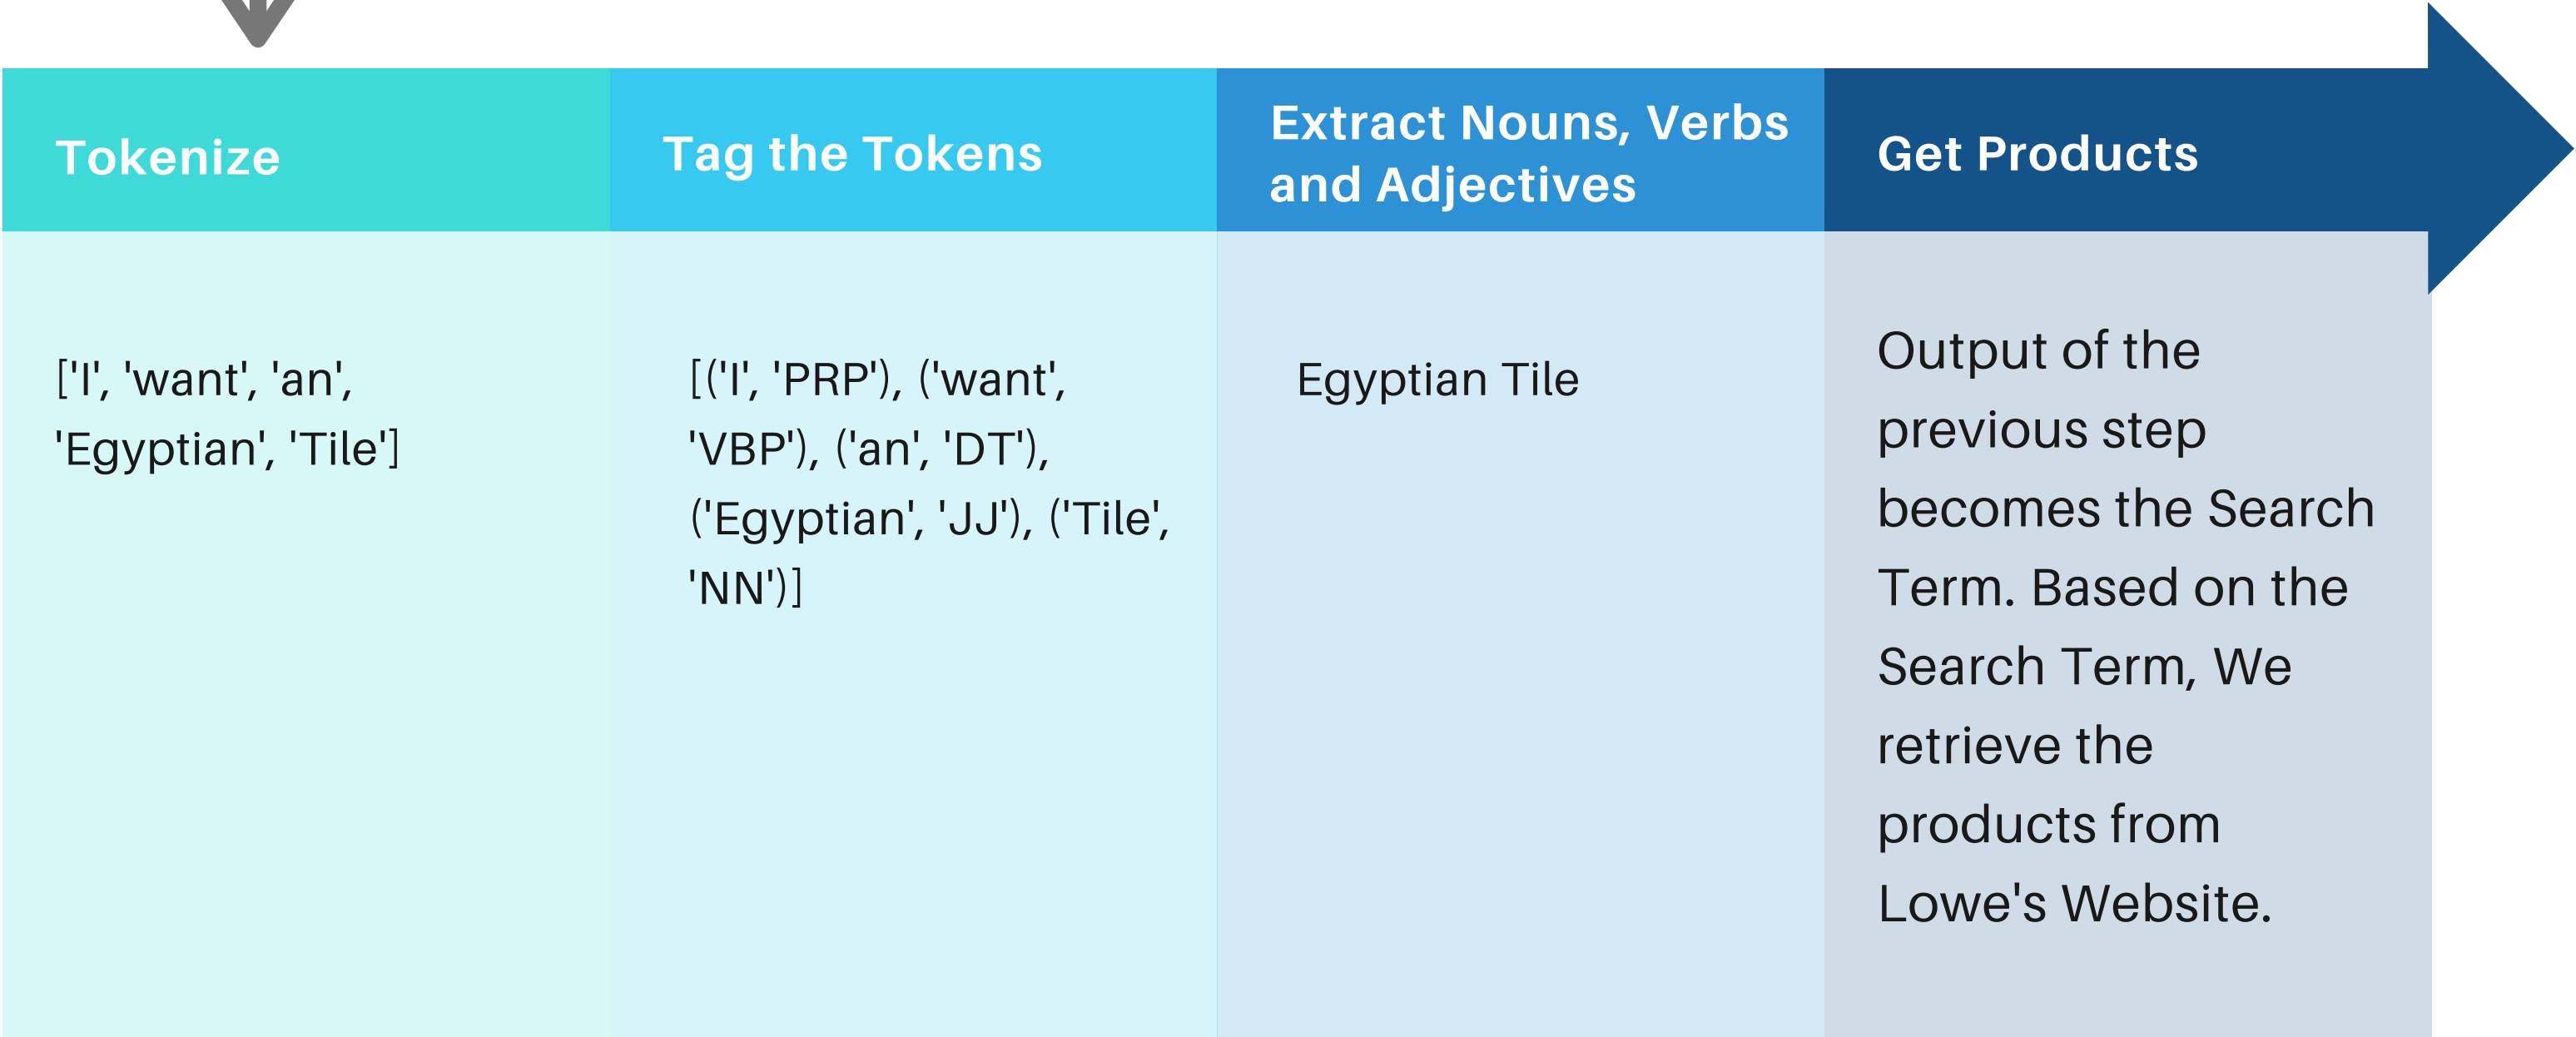 Tokenize
Tag the Tokens
Extract Nouns, Verbs
and Adjectives
Get Products
['I', 'want', 'an',
'Egyptian', 'Tile']
[('I', 'PRP'), ('want',
'VBP'), ('an', 'DT'),
('Egyptian', 'JJ'), ('Tile',
'NN')]
Egyptian Tile
Output of the
previous step
becomes the Search
Term. Based on the
Search Term, We
retrieve the
products from
Lowe's Website.